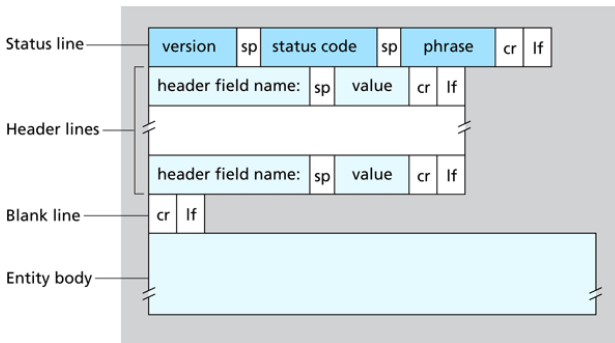 Status line version sp status code sp phrase cr lf
header field name: sp value cr lf
Header lines
header field name: sp value cr lf
Blank line cr lf
Entity body